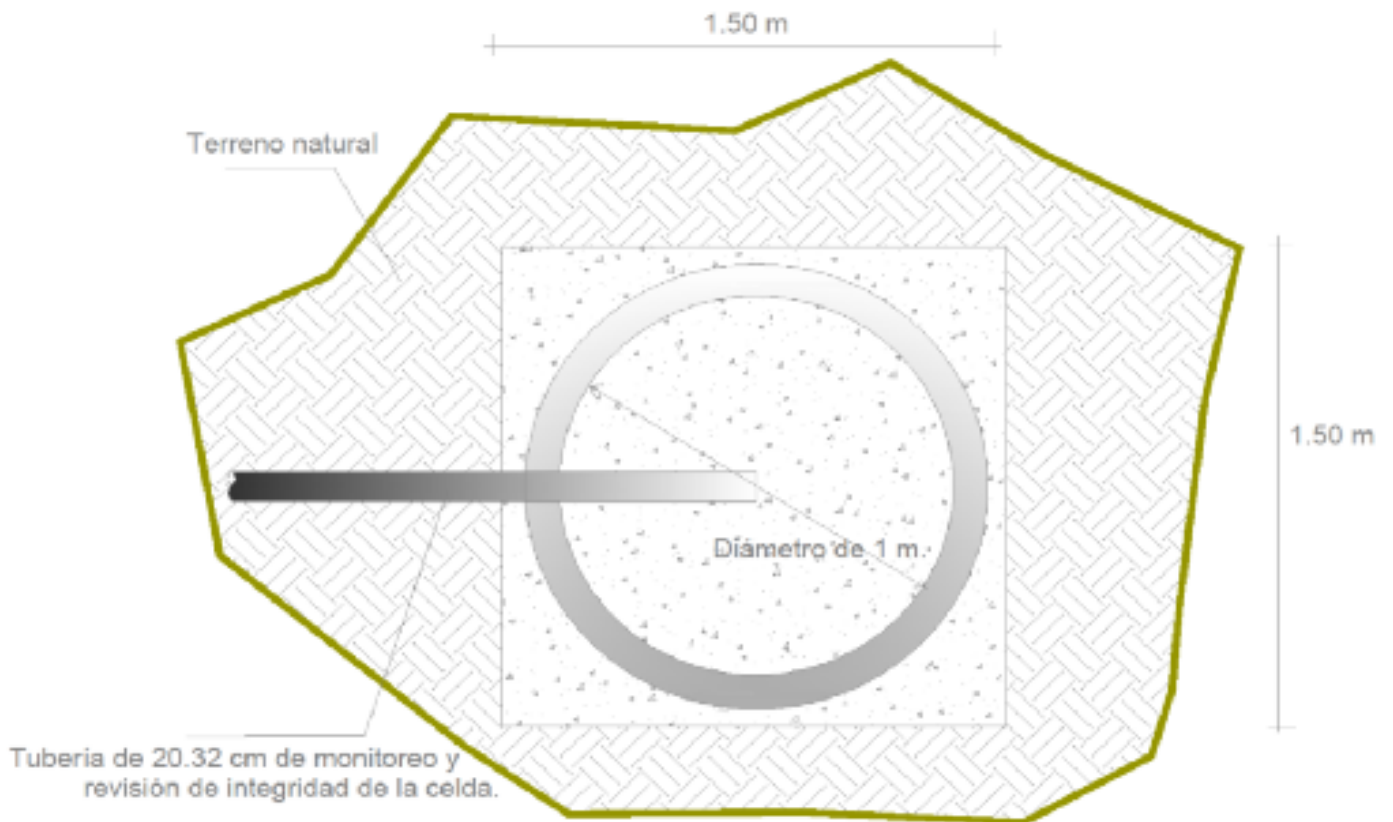 1.50 m
Terreno natural
1.50 m
Diámetro de 1 m.
Tuberia de 20.32 cm de monitoreo y
revisión de integridad de la celda.